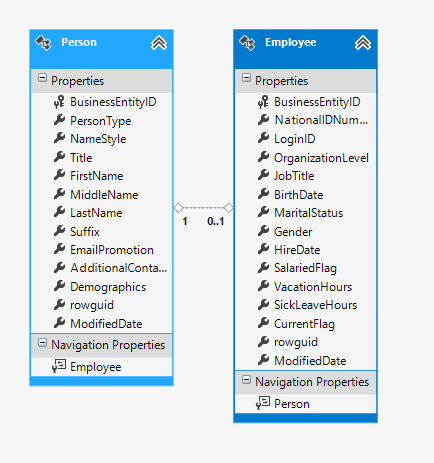 Person
Properties
BusinessEntityID
PersonType
NameStyle
Title
FirstName
MiddleName
LastName
Suffix
EmailPromotion
AdditionalConta...
Demographics
rowguid
ModifiedDate
Navigation Properties
Employee
1
0..1
Employee
Properties
BusinessEntityID
NationalIDNum...
LoginID
OrganizationLevel
JobTitle
BirthDate
MaritalStatus
Gender
HireDate
SalariedFlag
VacationHours
SickLeaveHours
CurrentFlag
rowguid
ModifiedDate
Navigation Properties
Person